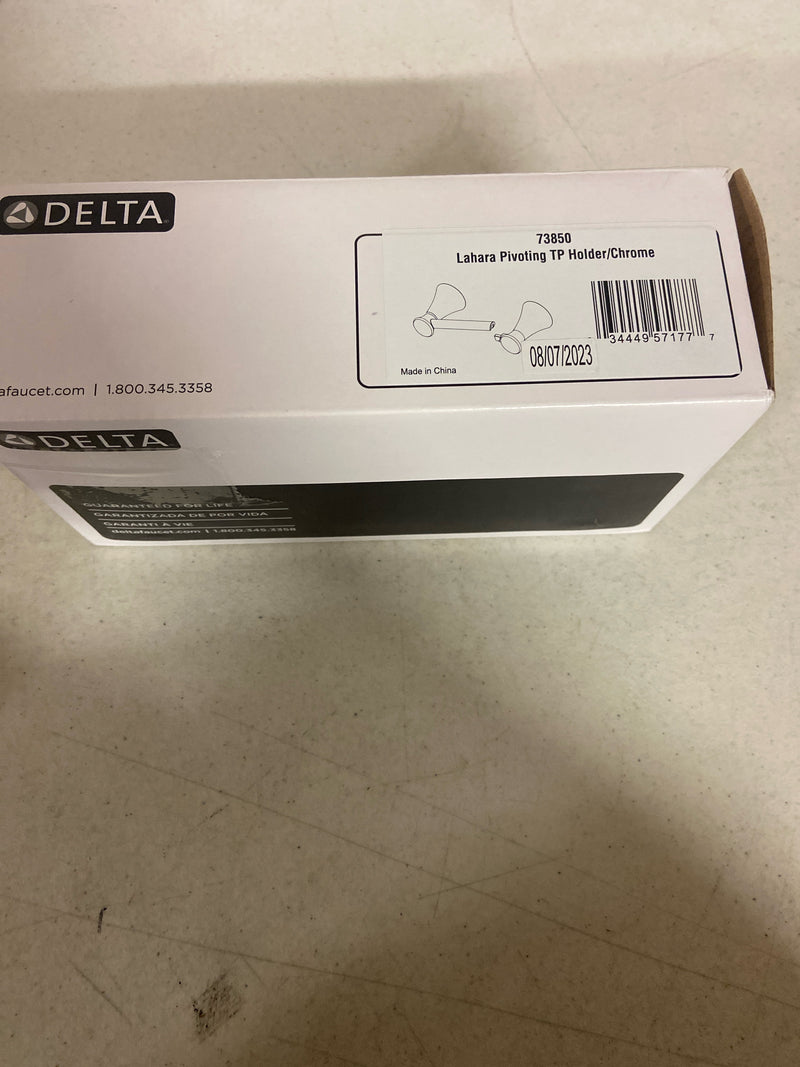 DELTA
73850
Lahara Pivoting TP Holder/Chrome
34449 57177 7
08/07/2023
Made in China
afaucet.com | 1.800.345.3358
DELTA
GUARANTEED FOR LIFE
GARANTIZADA DE POR VIDA
GARANTI À VIE
deltafaucet.com | 1.800.345.3358